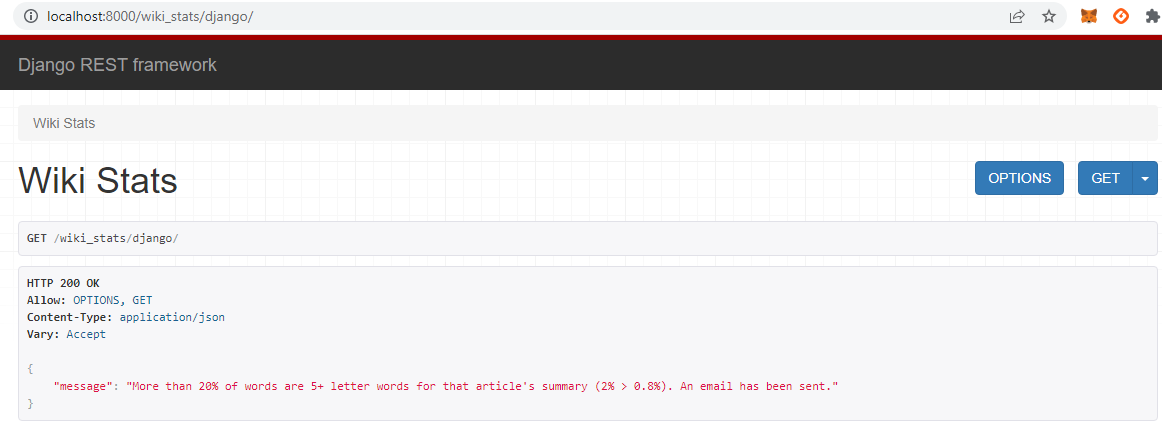 localhost:8000/wiki_stats/django/
Django REST framework
Wiki Stats
Wiki Stats
OPTIONS
GET
GET /wiki_stats/django/
HTTP 200 OK
Allow: OPTIONS, GET
Content-Type: application/json
Vary: Accept
{
"message": "More than 20% of words are 5+ letter words for that article's summary (2% > 0.8%). An email has been sent."
}